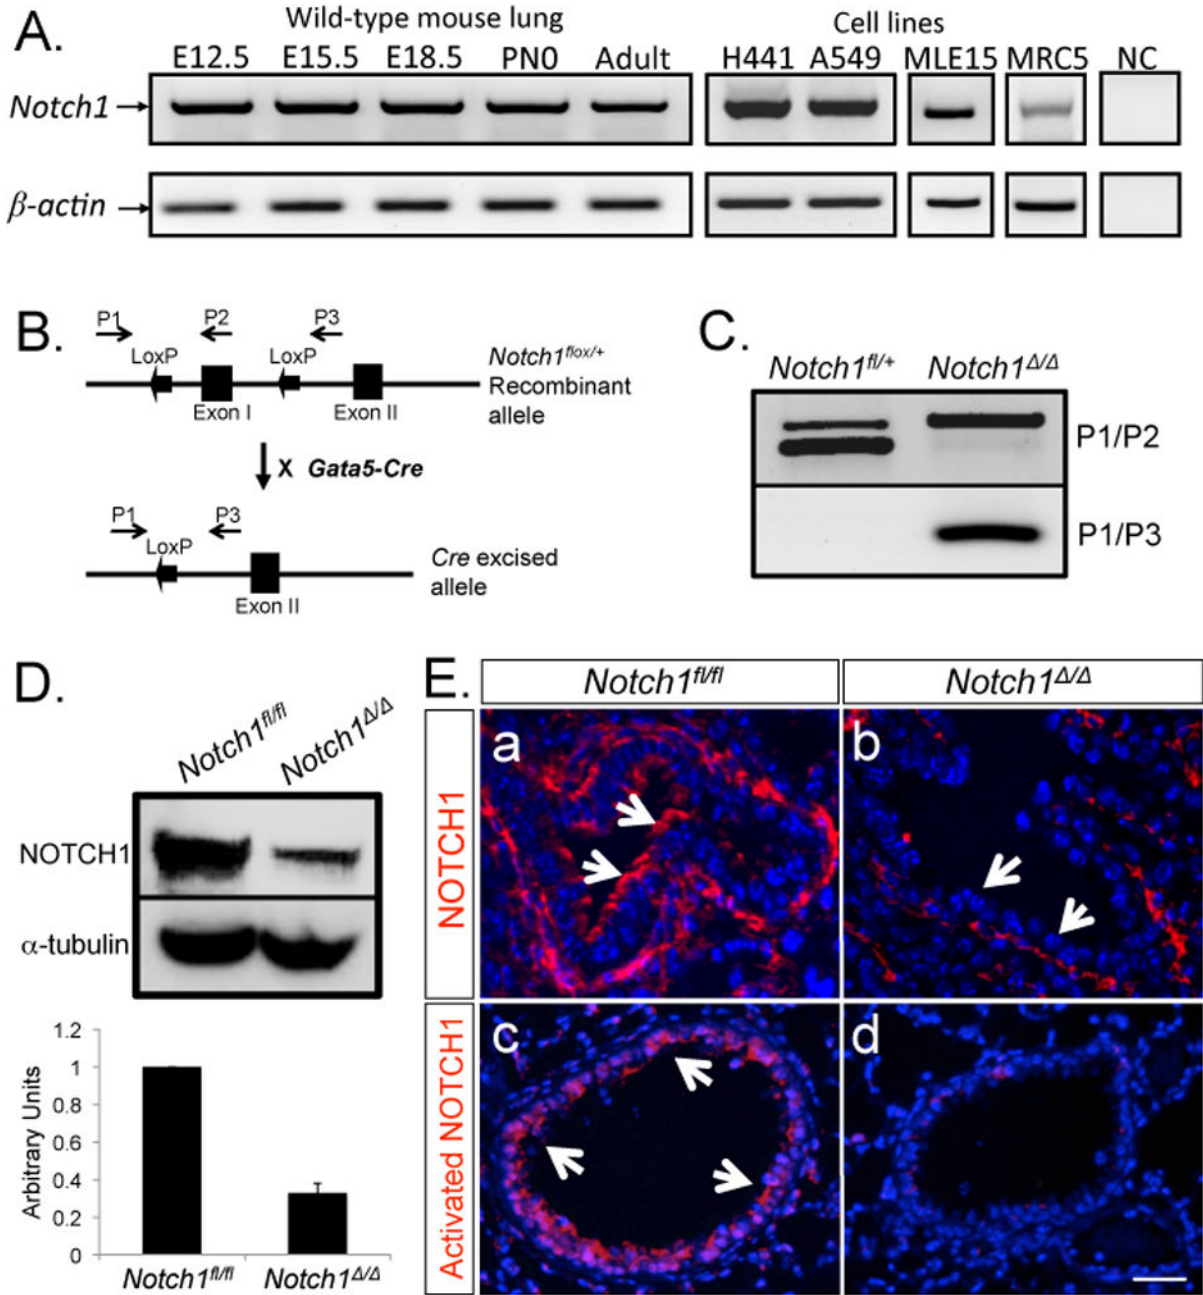 A.
Wild-type mouse lung
Cell lines
E12.5 E15.5 E18.5 PN0 Adult H441 A549 MLE15 MRC5 NC
Notch1
β-actin
B.
P1 P2 P3
LoxP LoxP
Exon I Exon II
Notch1flox/+
Recombinant
allele
X Gata5-Cre
P1 P3
LoxP
Exon II
Cre excised
allele
C.
Notch1fl/+ Notch1Δ/Δ
P1/P2
P1/P3
D.
Notch1fl/fl Notch1Δ/Δ
NOTCH1
α-tubulin
Arbitrary Units
1.2
1
0.8
0.6
0.4
0.2
0
Notch1fl/fl Notch1Δ/Δ
E.
Notch1fl/fl Notch1Δ/Δ
NOTCH1
a b
Activated NOTCH1
c d